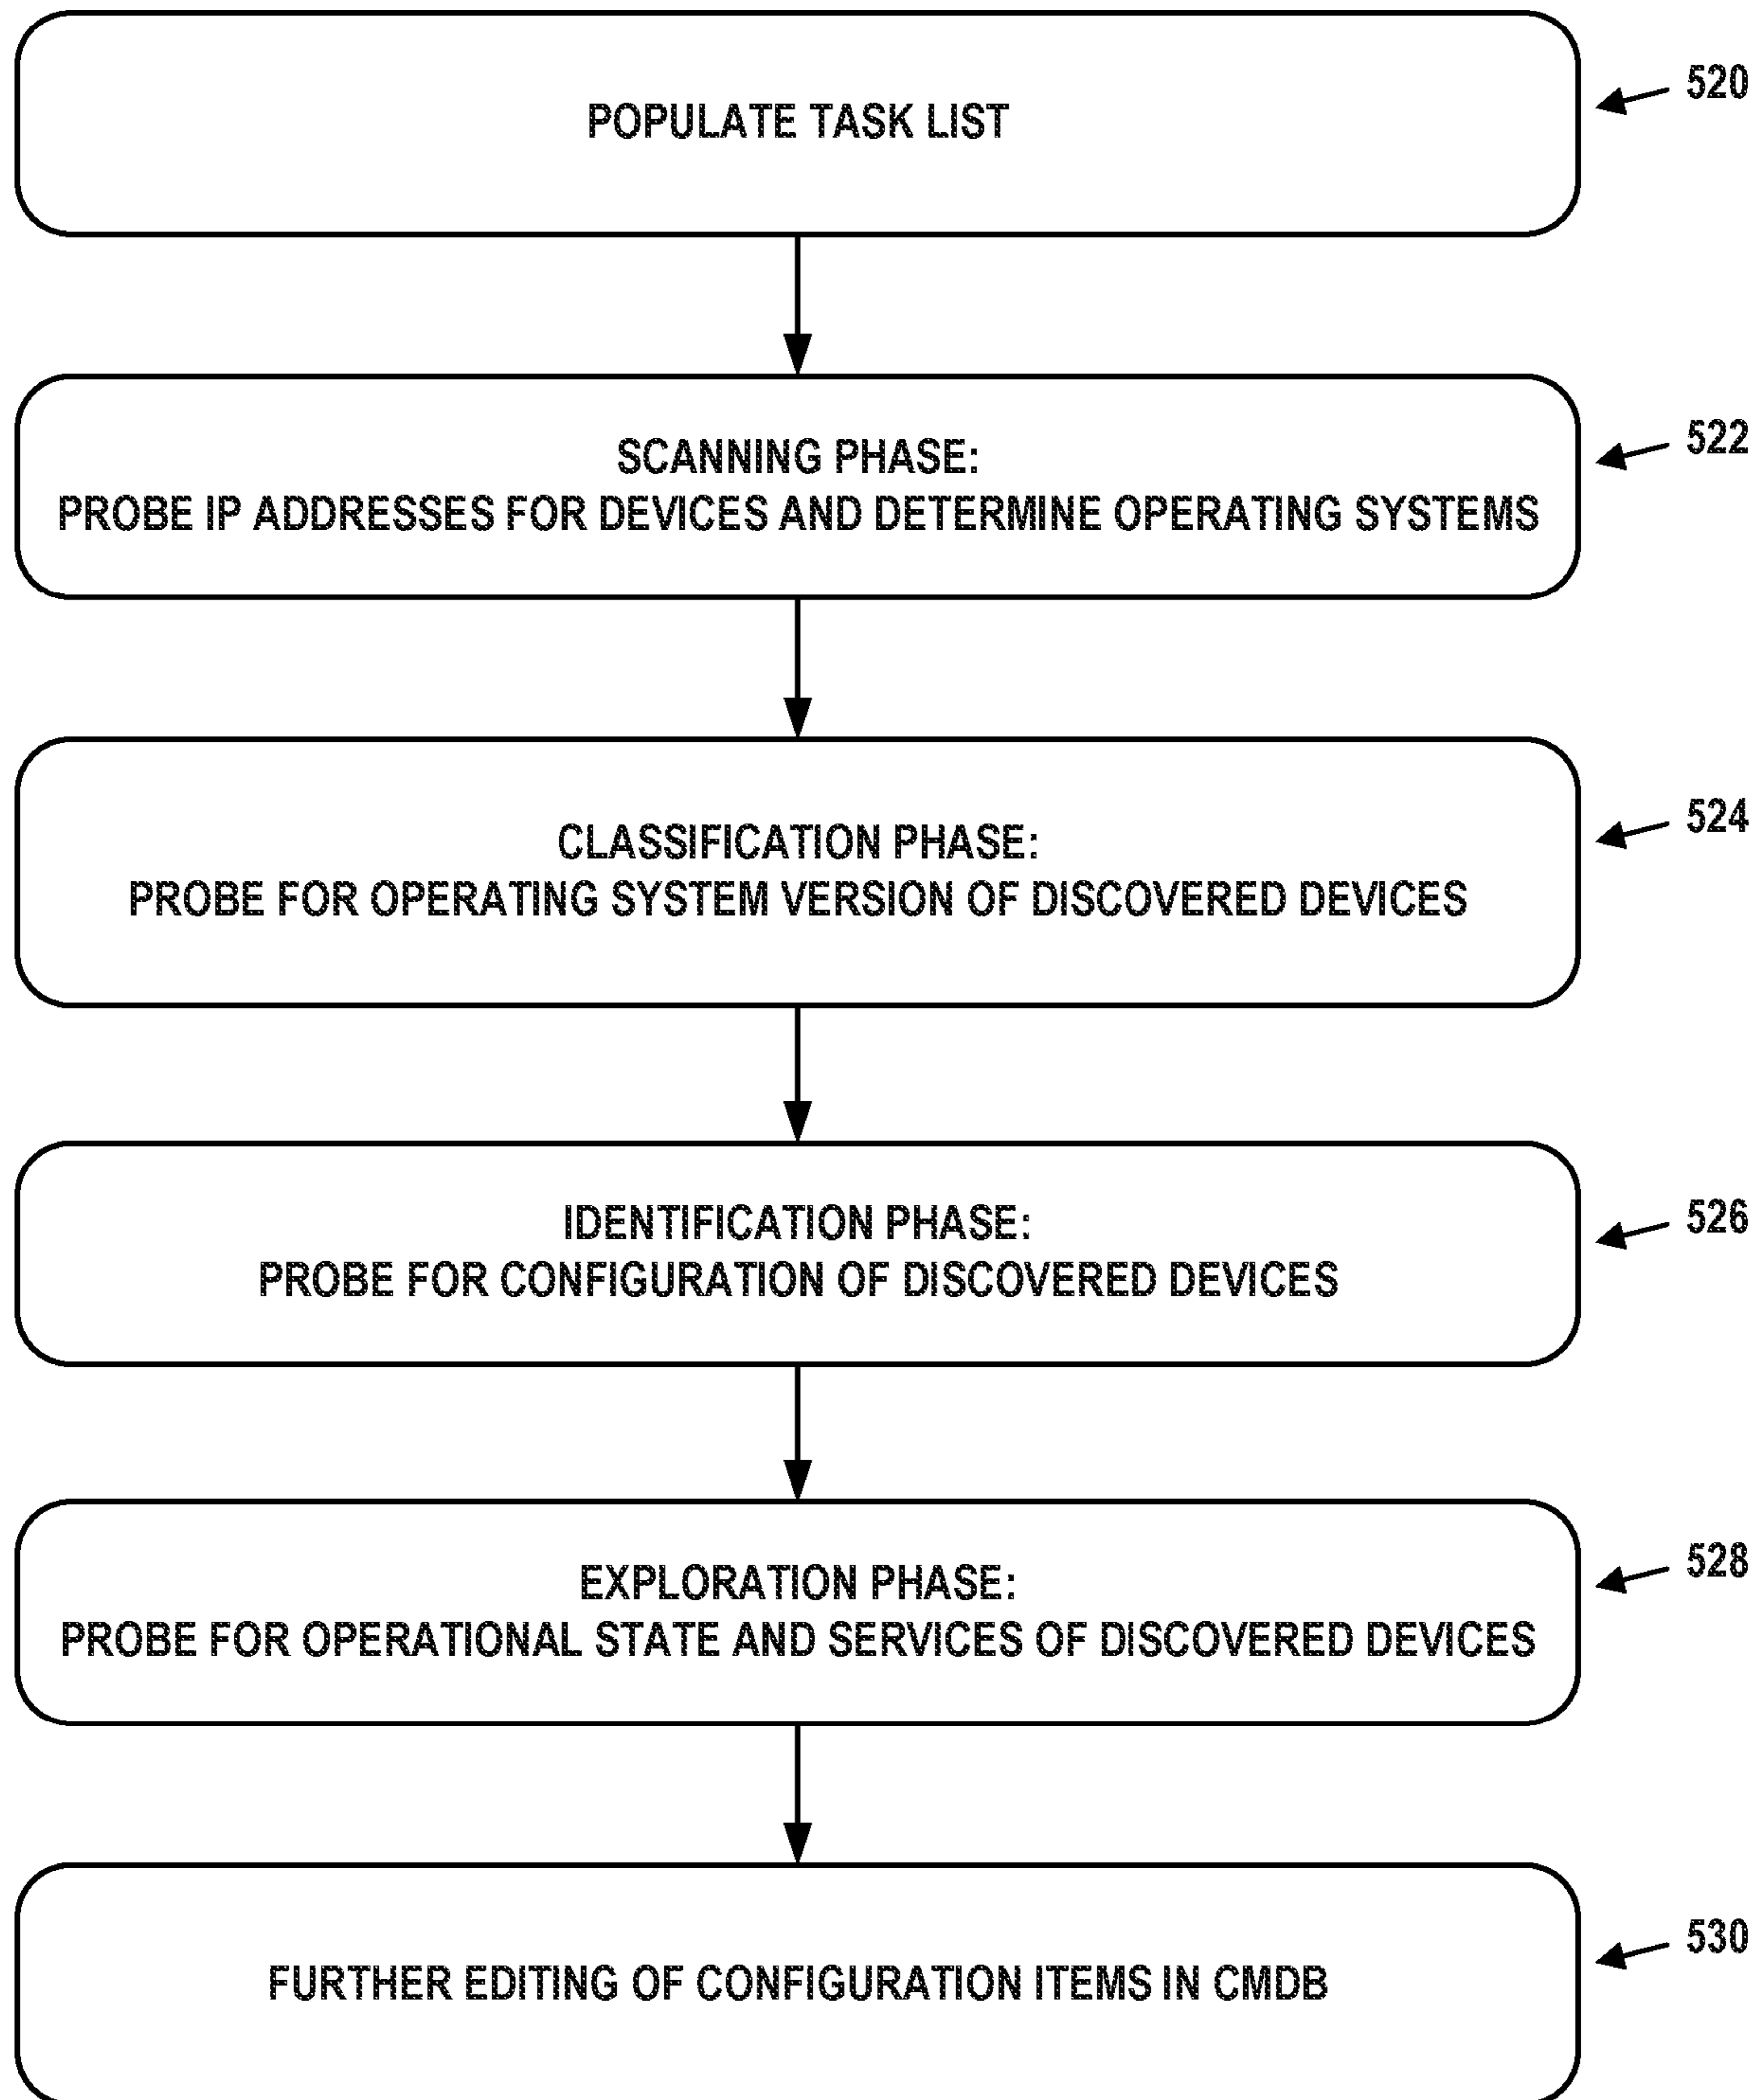 POPULATE TASK LIST
520
SCANNING PHASE:
PROBE IP ADDRESSES FOR DEVICES AND DETERMINE OPERATING SYSTEMS
522
CLASSIFICATION PHASE:
PROBE FOR OPERATING SYSTEM VERSION OF DISCOVERED DEVICES
524
IDENTIFICATION PHASE:
PROBE FOR CONFIGURATION OF DISCOVERED DEVICES
526
EXPLORATION PHASE:
PROBE FOR OPERATIONAL STATE AND SERVICES OF DISCOVERED DEVICES
528
FURTHER EDITING OF CONFIGURATION ITEMS IN CMDB
530